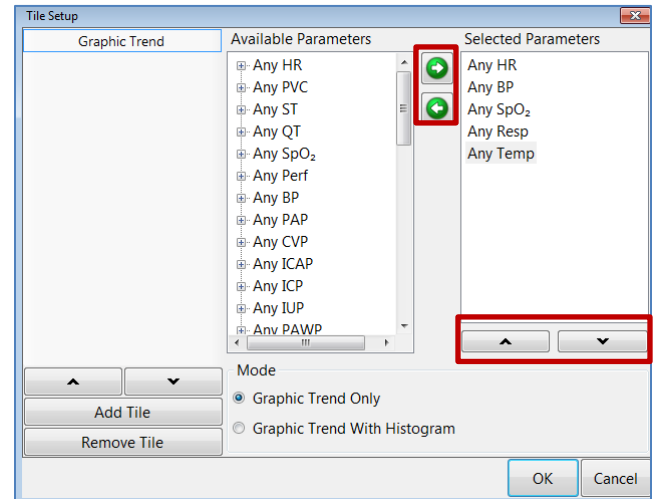 Tile Setup
Graphic Trend
Available Parameters
Any HR
Any PVC
Any ST
Any QT
Any SpO₂
Any Perf
Any BP
Any PAP
Any CVP
Any ICAP
Any ICP
Any IUP
Any PAWP
Selected Parameters
Any HR
Any BP
Any SpO₂
Any Resp
Any Temp
Add Tile
Remove Tile
Mode
Graphic Trend Only
Graphic Trend With Histogram
OK
Cancel